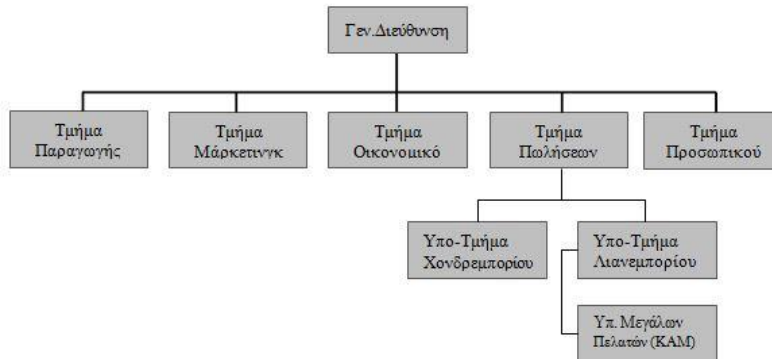 Γεν.Διεύθυνση
Τμήμα
Παραγωγής
Τμήμα
Μάρκετινγκ
Τμήμα
Οικονομικό
Τμήμα
Πωλήσεων
Τμήμα
Προσωπικού
Υπο-Τμήμα
Χονδρεμπορίου
Υπο-Τμήμα
Λιανεμπορίου
Υπ. Μεγάλων
Πελατών (ΚΑΜ)